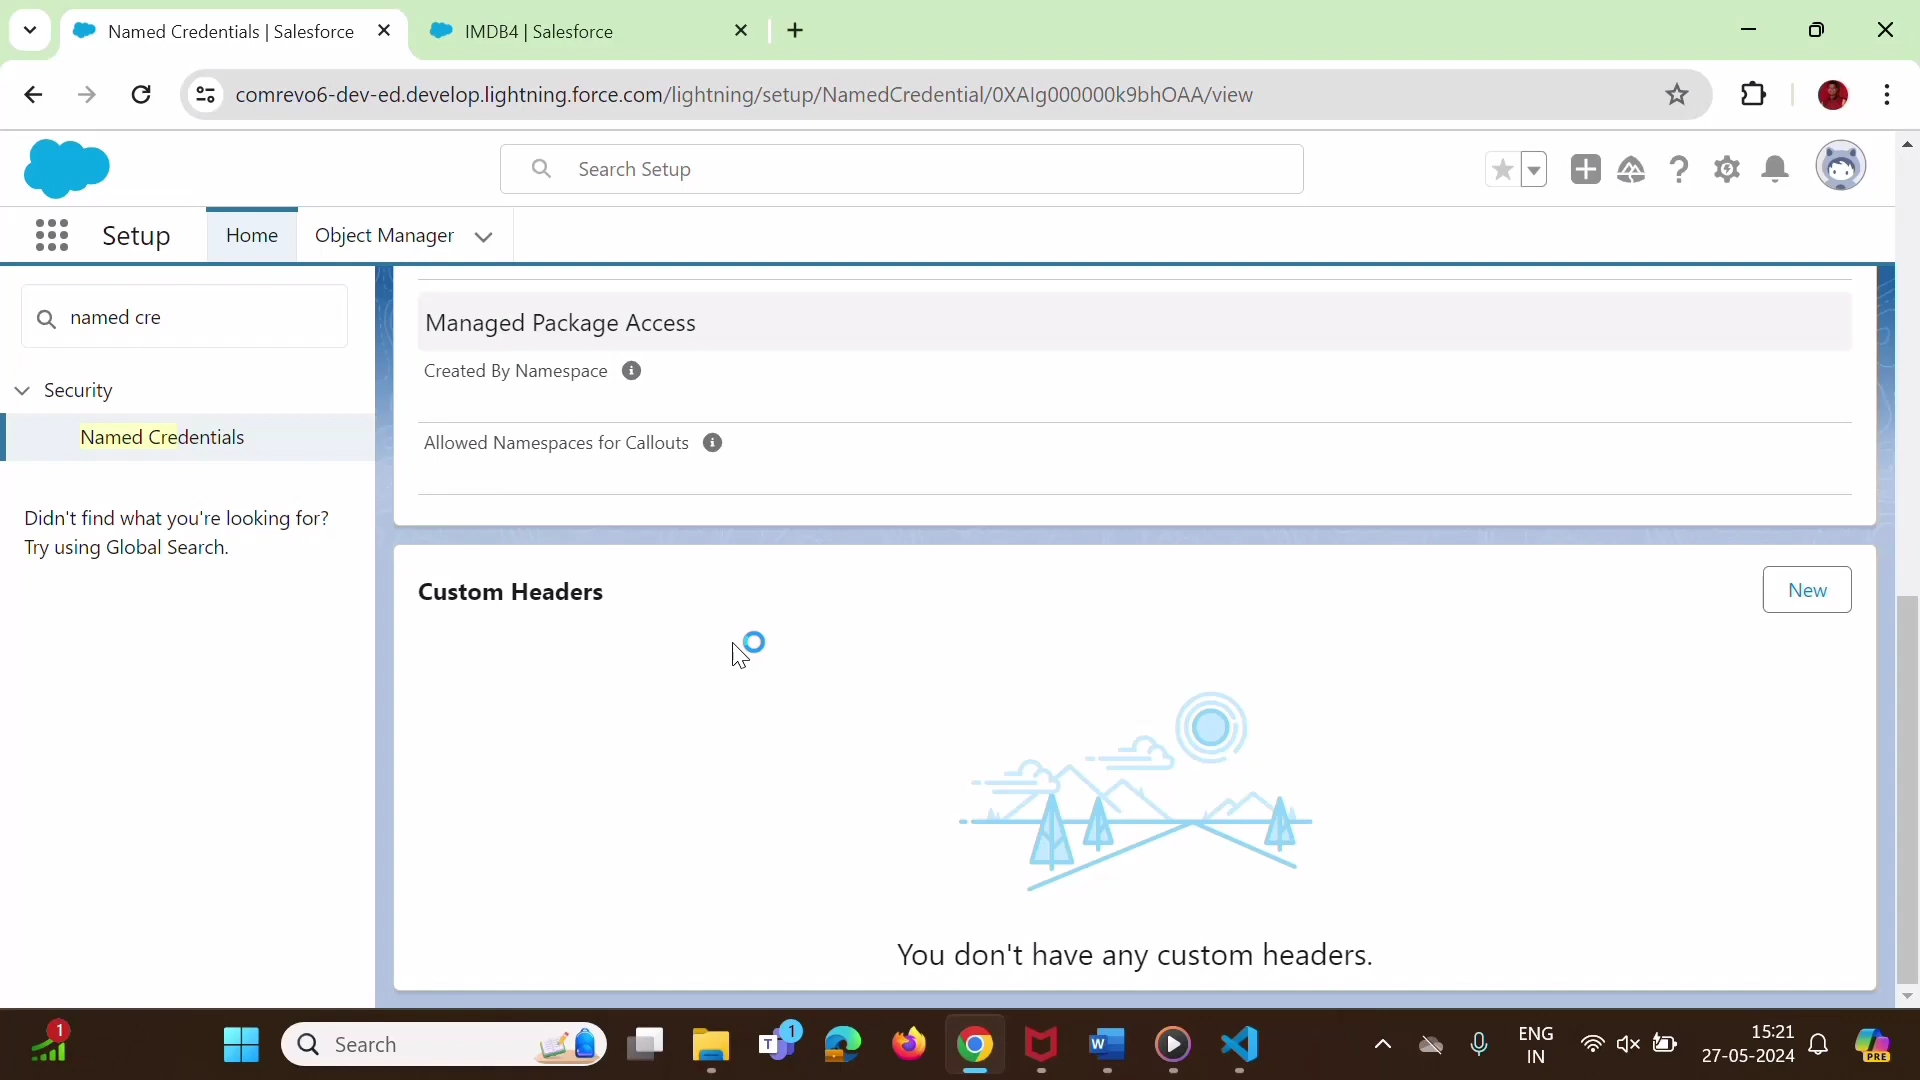 Named Credentials | Salesforce
IMDB4 | Salesforce
comrevo6-dev-ed.develop.lightning.force.com/lightning/setup/NamedCredential/0XAIg000000k9bhOAA/view
Search Setup
Setup
Home
Object Manager
named cre
Security
Named Credentials
Didn't find what you're looking for?
Try using Global Search.
Managed Package Access
Created By Namespace
Allowed Namespaces for Callouts
Custom Headers
New
You don't have any custom headers.
1
Search
T
1
W
ENG
IN
15:21
27-05-2024
PRE